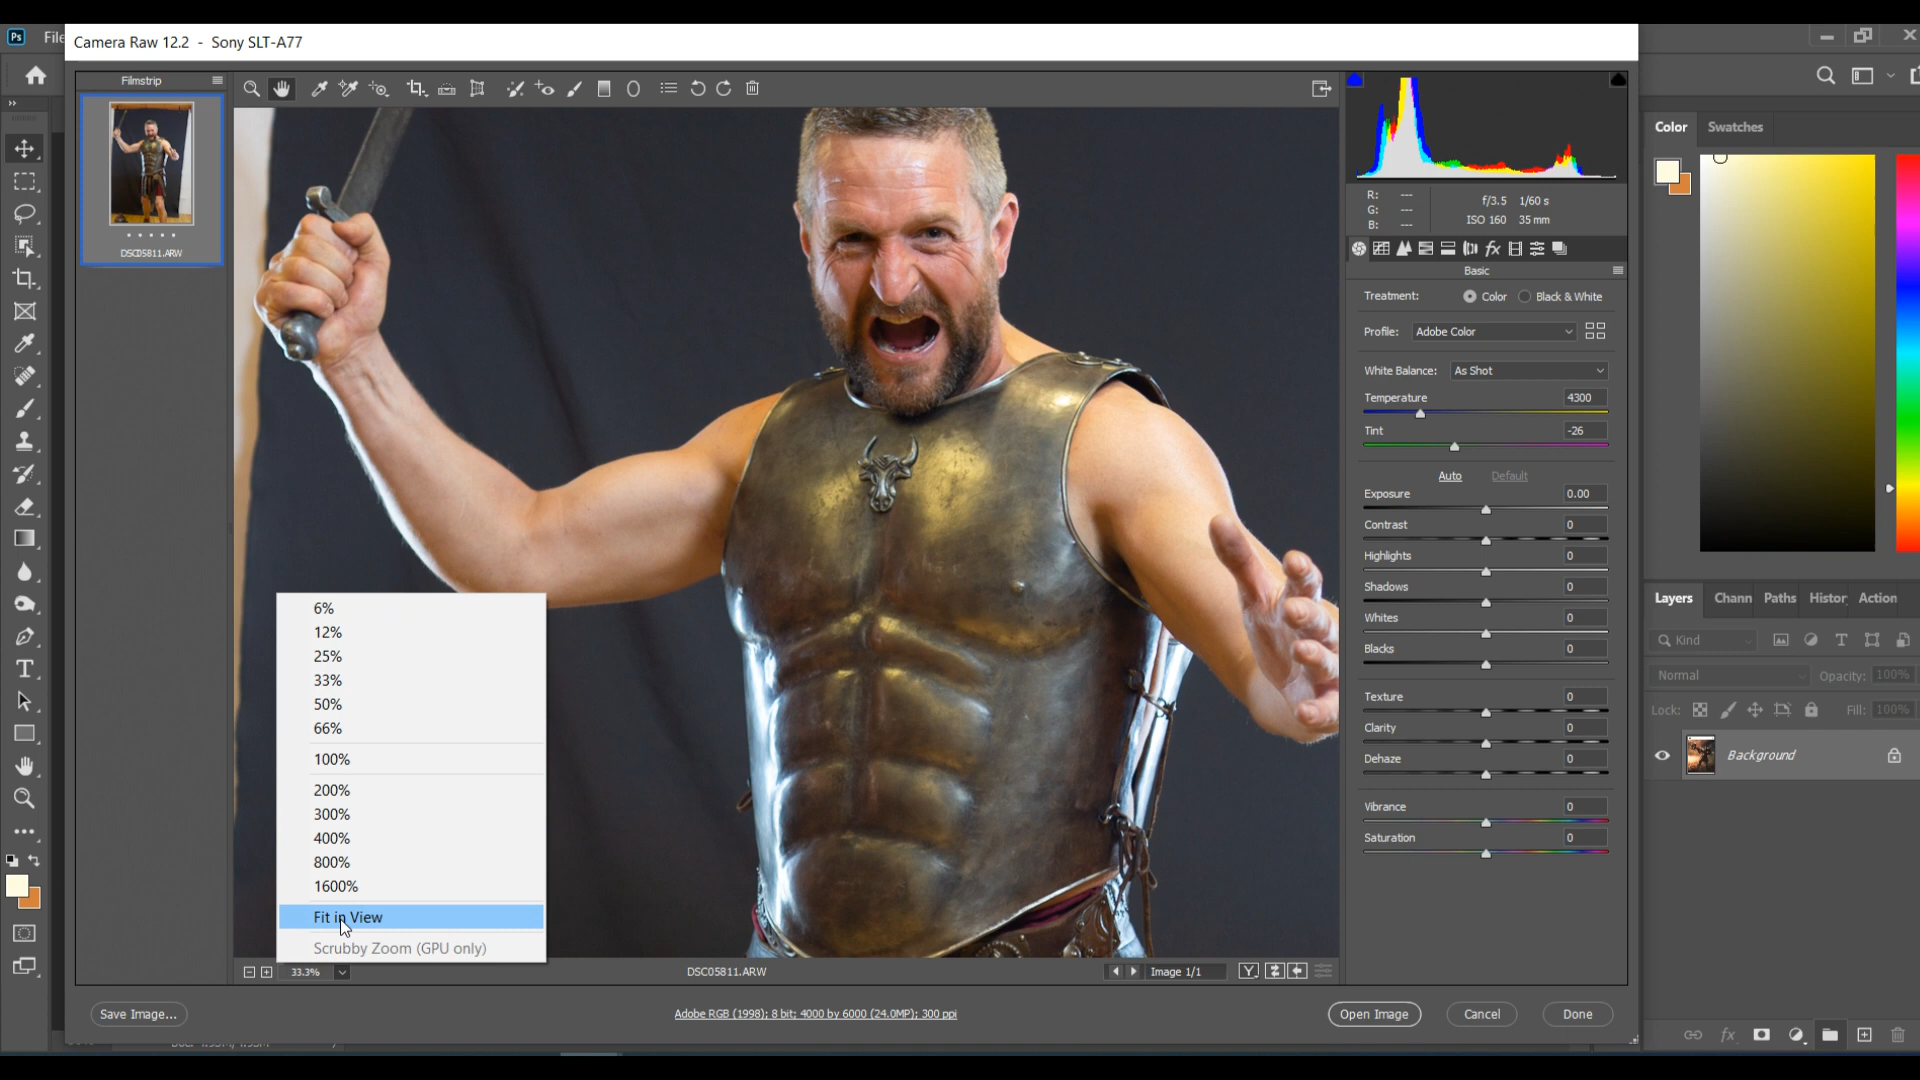 Ps File
Camera Raw 12.2 - Sony SLT-A77
Filmstrip
DSC05811.ARW
R: ---
G: ---
B: ---
f/3.5 1/60 s
ISO 160 35 mm
Basic
Treatment: Color Black & White
Profile: Adobe Color
White Balance: As Shot
Temperature 4300
Tint -26
Auto Default
Exposure 0.00
Contrast 0
Highlights 0
Shadows 0
Whites 0
Blacks 0
Texture 0
Clarity 0
Dehaze 0
Vibrance 0
Saturation 0
6%
12%
25%
33%
50%
66%
100%
200%
300%
400%
800%
1600%
Fit in View
Scrubby Zoom (GPU only)
33.3%
DSC05811.ARW
Image 1/1
Save Image...
Adobe RGB (1998); 8 bit; 4000 by 6000 (24.0MP); 300 ppi
Open Image Cancel Done
Color Swatches
Layers Chann Paths Histor Action
Kind
Normal Opacity: 100%
Lock: Fill: 100%
Background
fx